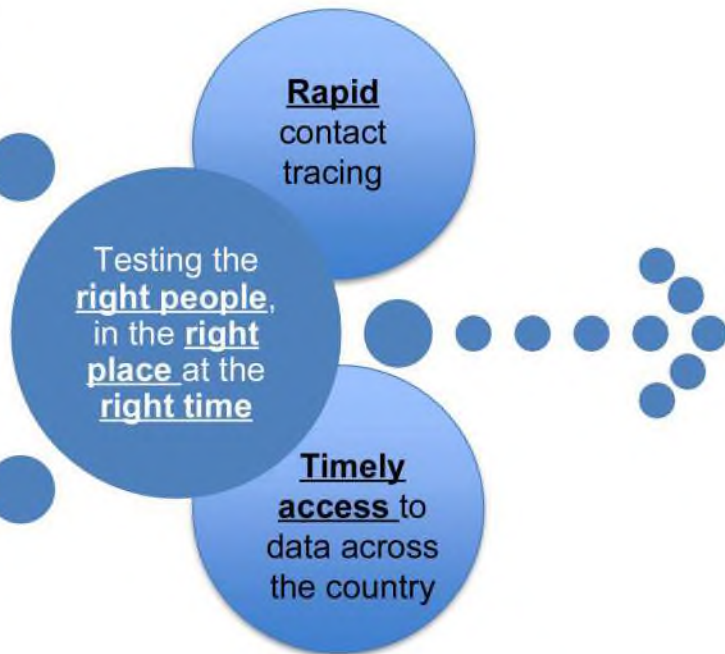 Rapid
contact
tracing
Testing the
right people,
in the right
place at the
right time
Timely
access to
data across
the country